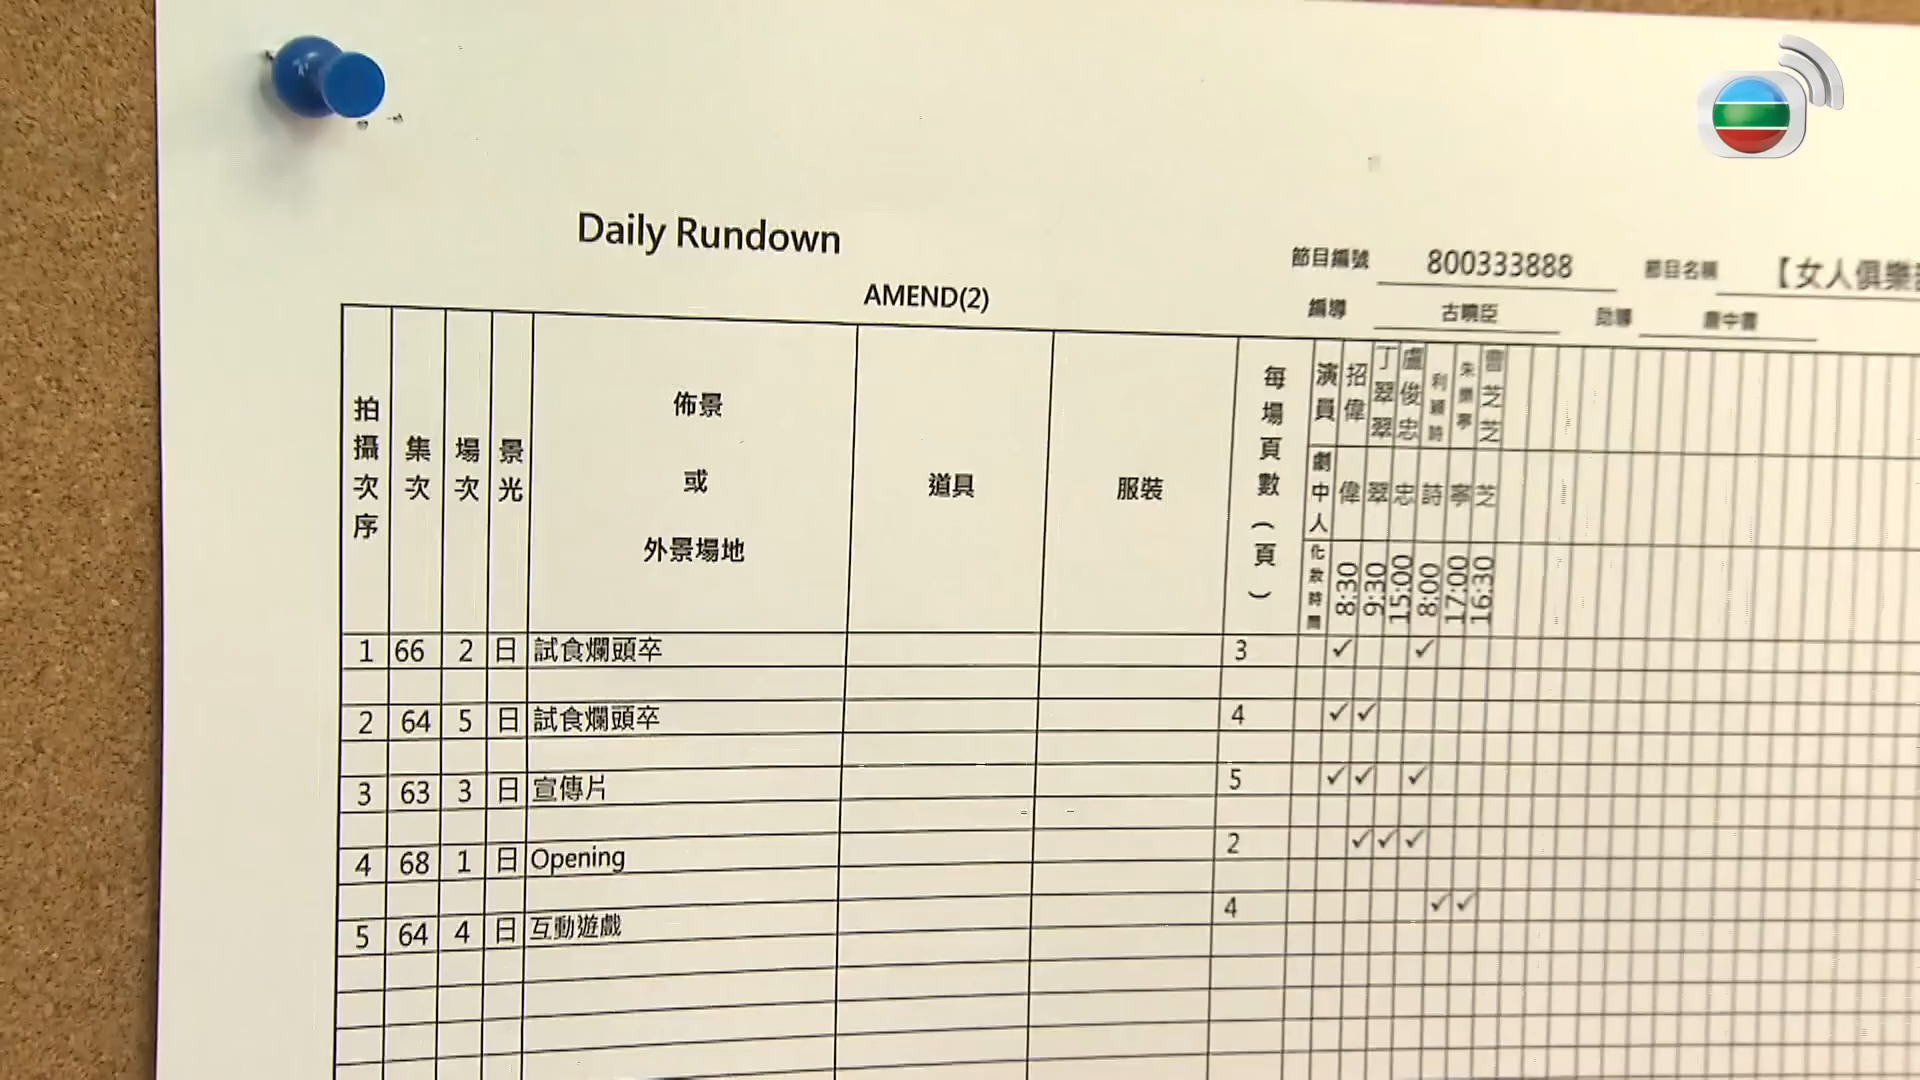 Daily Rundown
AMEND(2)
節目編號 800333888 節目名稱 【女人俱樂
編導 古曉臣 助導
拍攝次序 集次 場次 景光 佈景 或 外景場地 道具 服裝 每場頁數(頁)
演員 招偉 丁翠翠 盧俊忠 利穎詩 朱樂寧 曹芝芝
劇中人 偉 翠 忠 詩 寧 芝
化妝時間 8:30 9:30 15:00 8:00 17:00 16:30
1 66 2 日 試食爛頭卒 3 ✓ ✓
2 64 5 日 試食爛頭卒 4 ✓ ✓
3 63 3 日 宣傳片 5 ✓ ✓ ✓
4 68 1 日 Opening 2 ✓ ✓ ✓
5 64 4 日 互動遊戲 4 ✓ ✓